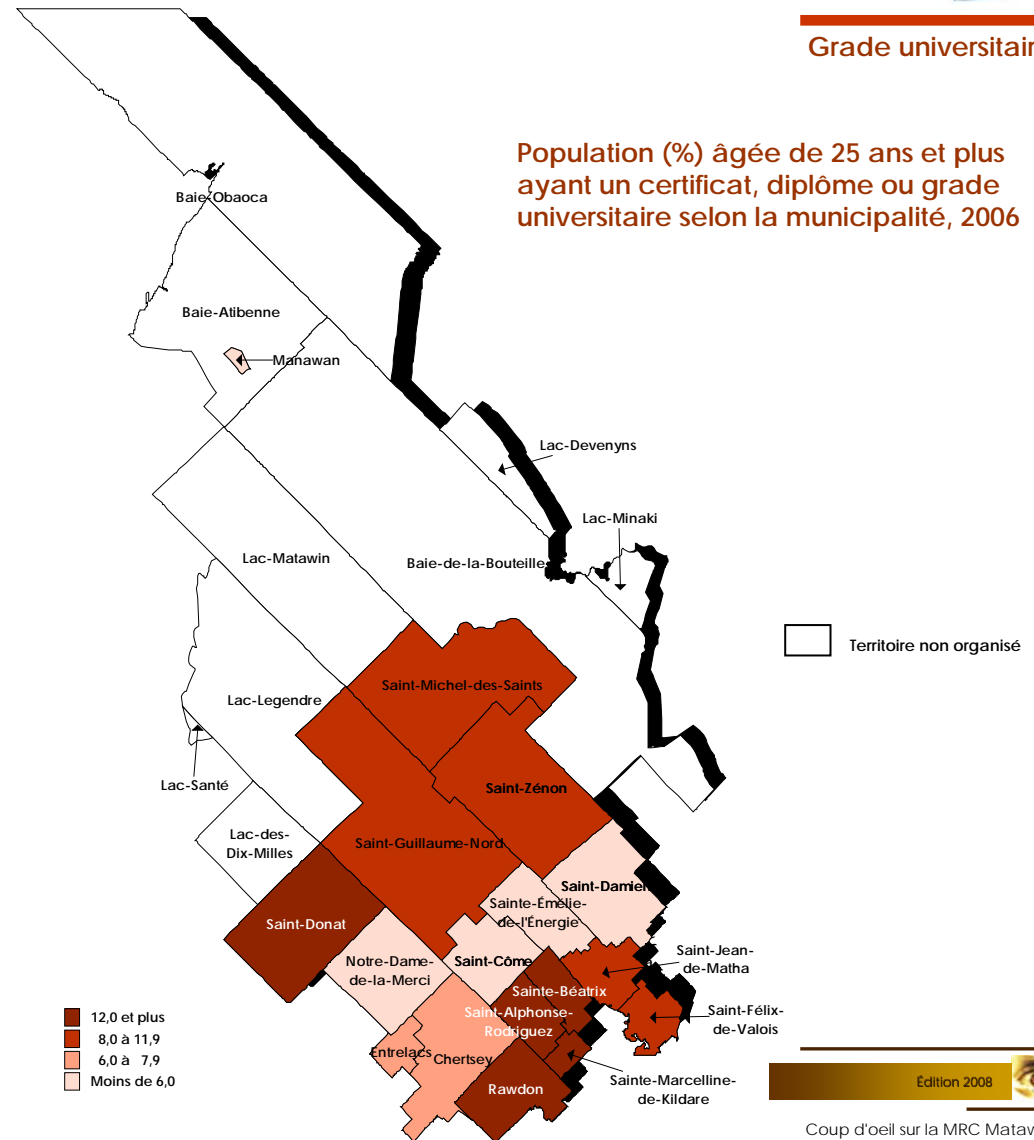 Grade universitair
Population (%) âgée de 25 ans et plus
ayant un certificat, diplôme ou grade
universitaire selon la municipalité, 2006
Baie-Obaoca
Baie-Atibenne
Manawan
Lac-Devenyns
Lac-Minaki
Lac-Matawin
Baie-de-la-Bouteille
Territoire non organisé
Saint-Michel-des-Saints
Lac-Legendre
Lac-Santé
Saint-Zénon
Lac-des-
Dix-Milles
Saint-Guillaume-Nord
Saint-Damien
Sainte-Émélie-
de-l'Énergie
Saint-Donat
Notre-Dame-
de-la-Merci
Saint-Côme
Saint-Jean-
de-Matha
Sainte-Béatrix
Saint-Alphonse-
Rodriguez
Saint-Félix-
de-Valois
Entrelacs
Chertsey
Rawdon
Sainte-Marcelline-
de-Kildare
12,0 et plus
8,0 à 11,9
6,0 à 7,9
Moins de 6,0
Édition 2008
Coup d'oeil sur la MRC Mataw